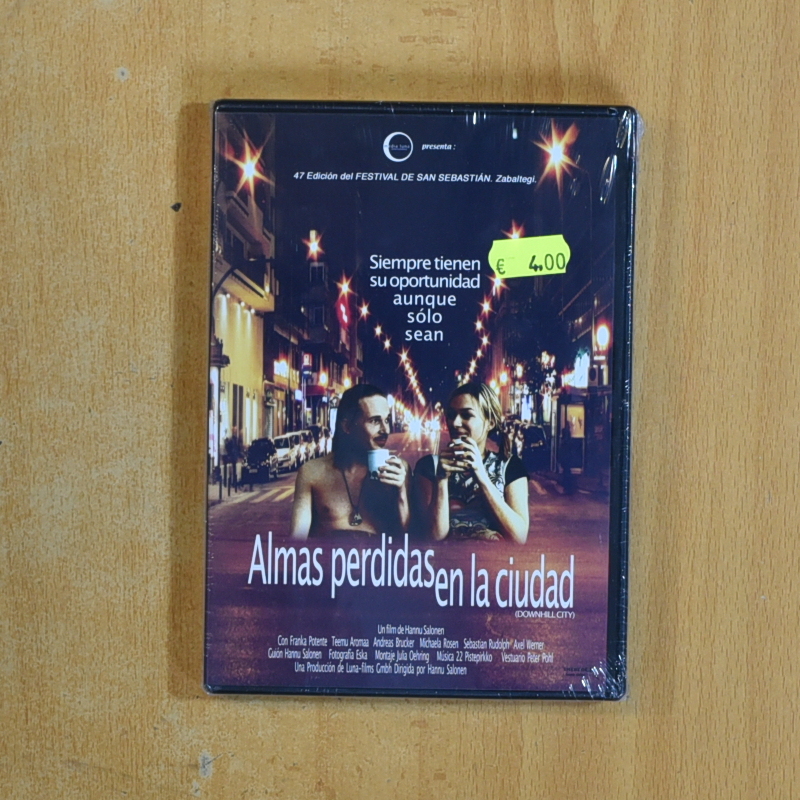 presenta :
47 Edición del FESTIVAL DE SAN SEBASTIÁN. Zabaltegi.
Siempre tienen
su oportunidad
aunque
sólo
sean
€ 4.00
Almas perdidas en la ciudad
(DOWNHILL CITY)
Un film de Hannu Salonen
Con Franka Potente Teemu Aromaa Andreas Brucker Michaela Rosen Sebastian Rudolph Axel Werner
Guión Hannu Salonen Fotografía Eska Montaje Julia Oehring Música 22 Pistepirkko Vestuario Peter Pohl
Una Producción de Luna-films Gmbh Dirigida por Hannu Salonen